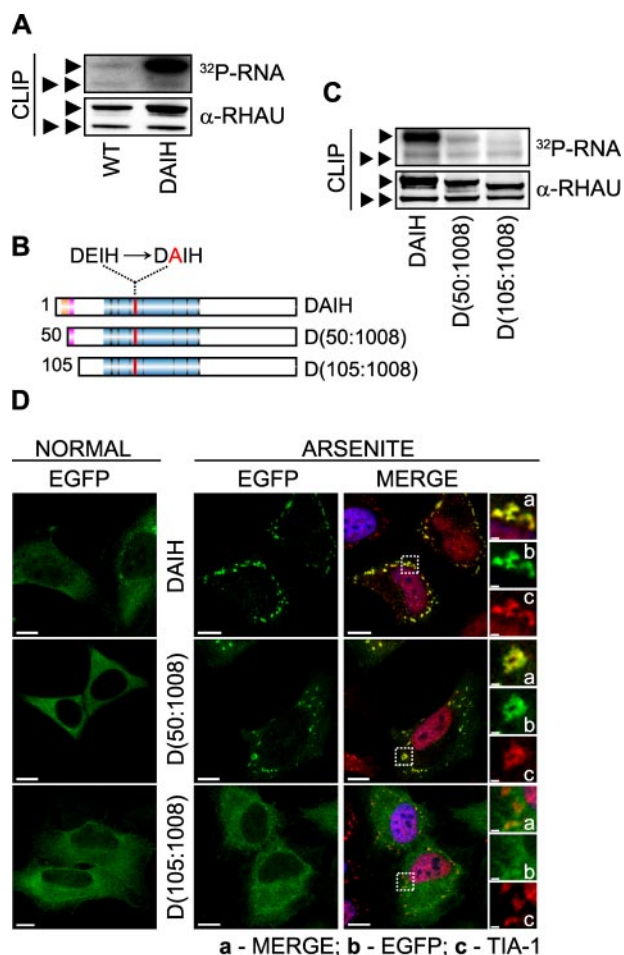 A
CLIP
³²P-RNA
α-RHAU
WT
DAIH
B
DEIH → DAIH
1
DAIH
50
D(50:1008)
105
D(105:1008)
C
CLIP
³²P-RNA
α-RHAU
DAIH
D(50:1008)
D(105:1008)
D
NORMAL
ARSENITE
EGFP
EGFP
MERGE
DAIH
a
b
c
D(50:1008)
a
b
c
D(105:1008)
a
b
c
a - MERGE; b - EGFP; c - TIA-1